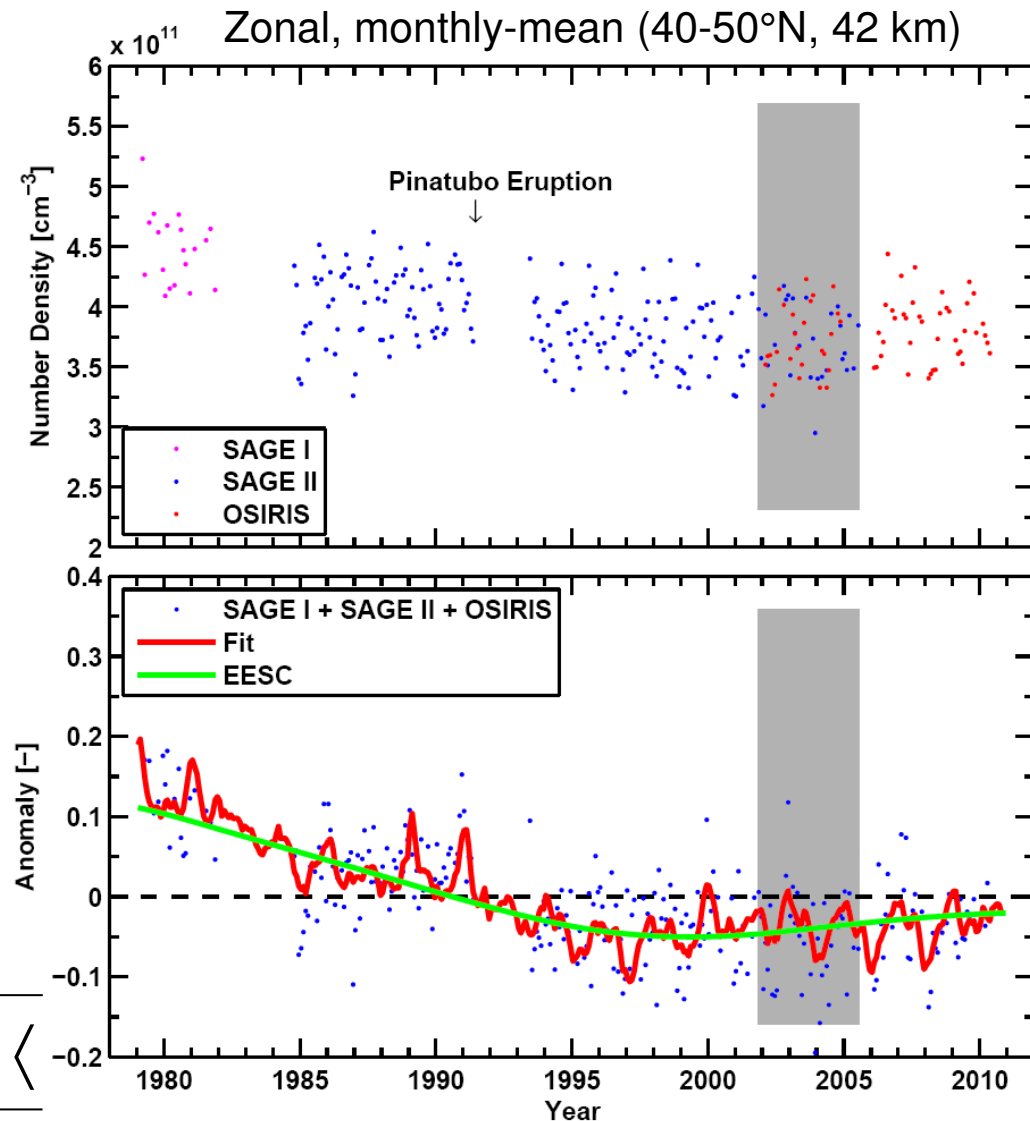 Zonal, monthly-mean (40-50°N, 42 km)
x 10¹¹
6
5.5
5
4.5
4
3.5
3
2.5
2
Number Density [cm⁻³]
Pinatubo Eruption
↓
SAGE I
SAGE II
OSIRIS
0.4
0.3
0.2
0.1
0
−0.1
−0.2
Anomaly [−]
SAGE I + SAGE II + OSIRIS
Fit
EESC
1980 1985 1990 1995 2000 2005 2010
Year
⟨